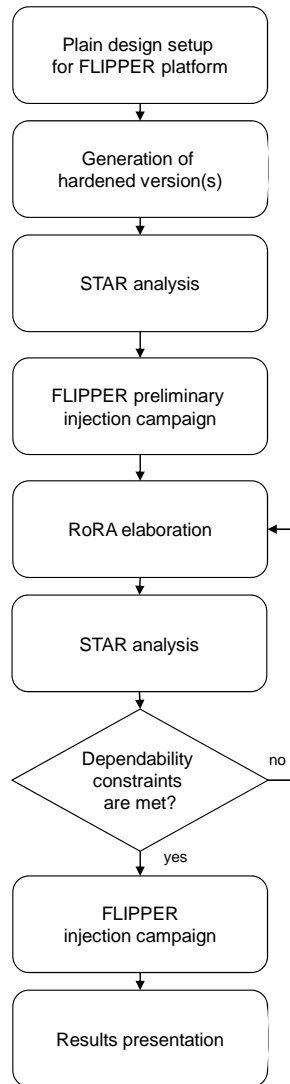 Plain design setup
for FLIPPER platform
Generation of
hardened version(s)
STAR analysis
FLIPPER preliminary
injection campaign
RoRA elaboration
STAR analysis
Dependability
constraints
are met?
no
yes
FLIPPER
injection campaign
Results presentation